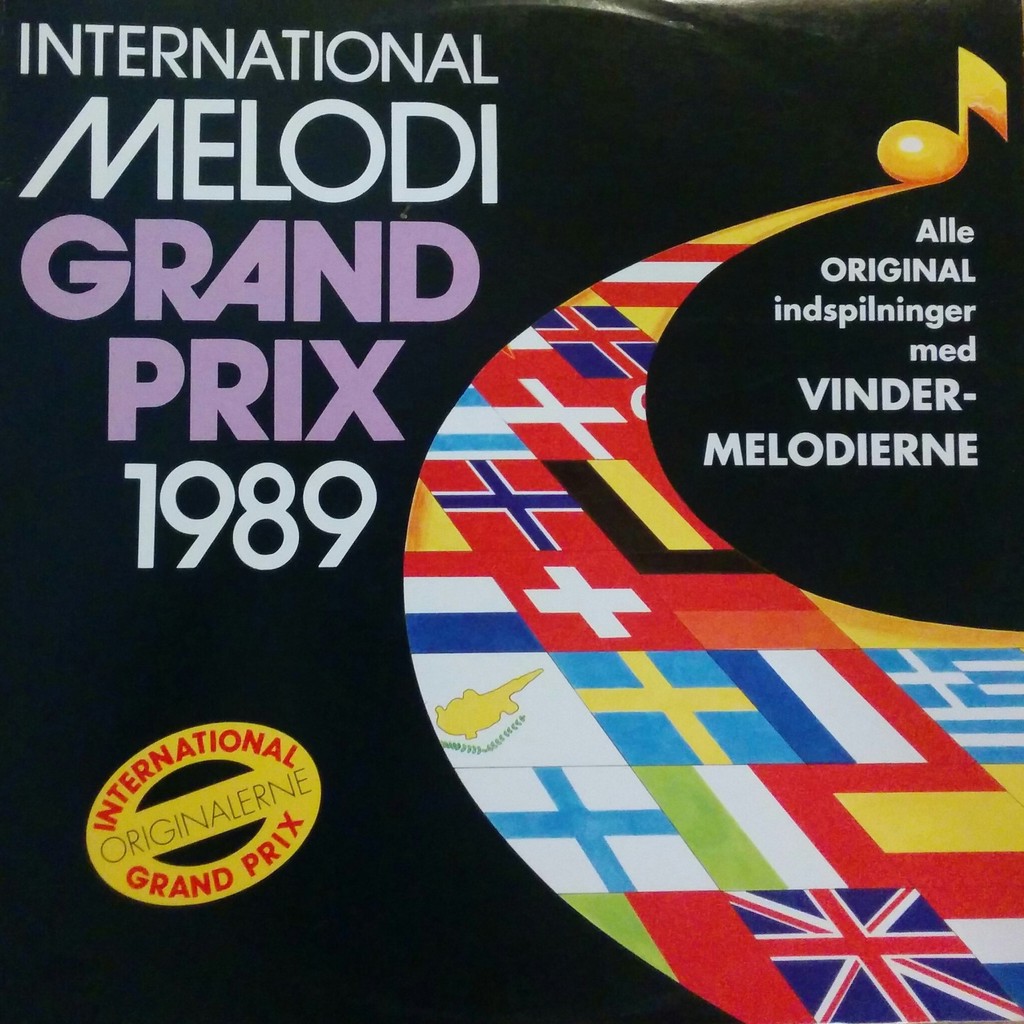 INTERNATIONAL
MELODI
GRAND
PRIX
1989
Alle
ORIGINAL
indspilninger
med
VINDER-
MELODIERNE
INTERNATIONAL
ORIGINALERNE
GRAND PRIX